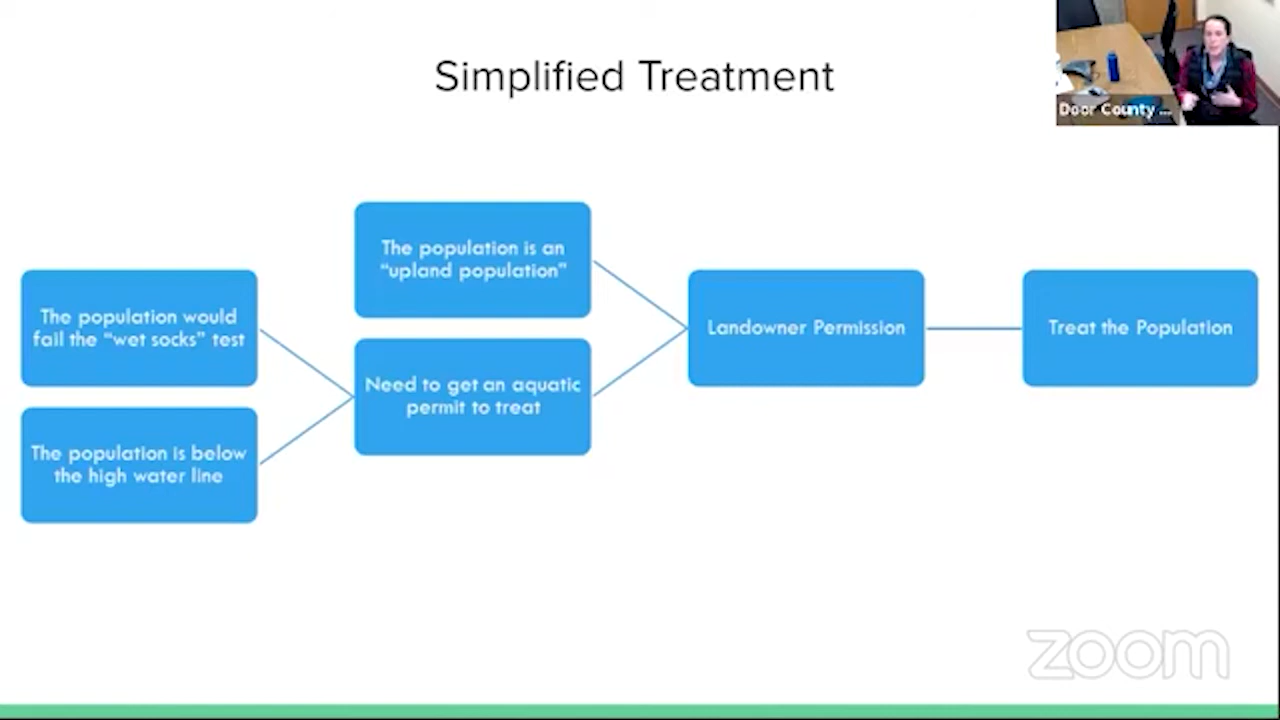 Simplified Treatment
Door County ...
The population is an
“upland population”
The population would
fail the “wet socks” test
Landowner Permission
Treat the Population
Need to get an aquatic
permit to treat
The population is below
the high water line
zoom